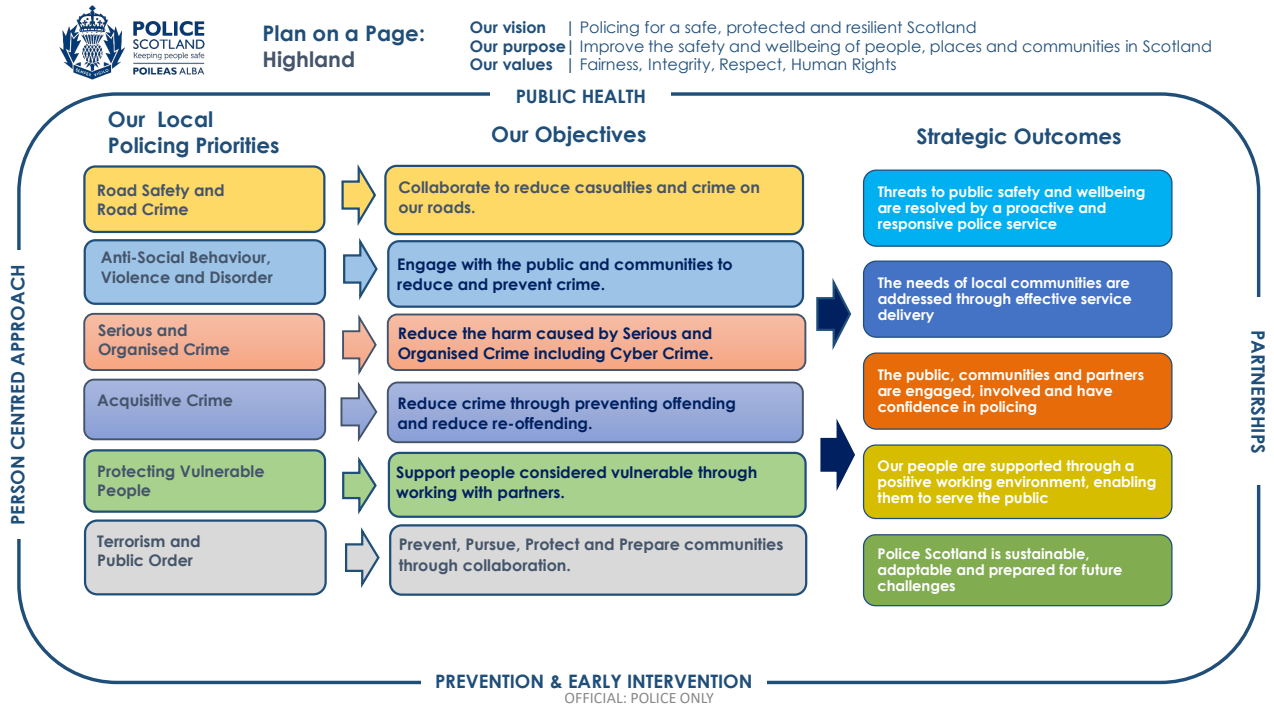 POLICE
SCOTLAND
Keeping people safe
POILEAS ALBA
SEMPER VIGILO
Plan on a Page:
Highland
Our vision | Policing for a safe, protected and resilient Scotland
Our purpose| Improve the safety and wellbeing of people, places and communities in Scotland
Our values | Fairness, Integrity, Respect, Human Rights
PUBLIC HEALTH
PERSON CENTRED APPROACH
Our Local
Policing Priorities
Road Safety and
Road Crime
Anti-Social Behaviour,
Violence and Disorder
Serious and
Organised Crime
Acquisitive Crime
Protecting Vulnerable
People
Terrorism and
Public Order
Our Objectives
Collaborate to reduce casualties and crime on
our roads.
Engage with the public and communities to
reduce and prevent crime.
Reduce the harm caused by Serious and
Organised Crime including Cyber Crime.
Reduce crime through preventing offending
and reduce re-offending.
Support people considered vulnerable through
working with partners.
Prevent, Pursue, Protect and Prepare communities
through collaboration.
Strategic Outcomes
Threats to public safety and wellbeing
are resolved by a proactive and
responsive police service
The needs of local communities are
addressed through effective service
delivery
The public, communities and partners
are engaged, involved and have
confidence in policing
Our people are supported through a
positive working environment, enabling
them to serve the public
Police Scotland is sustainable,
adaptable and prepared for future
challenges
PARTNERSHIPS
PREVENTION & EARLY INTERVENTION
OFFICIAL: POLICE ONLY